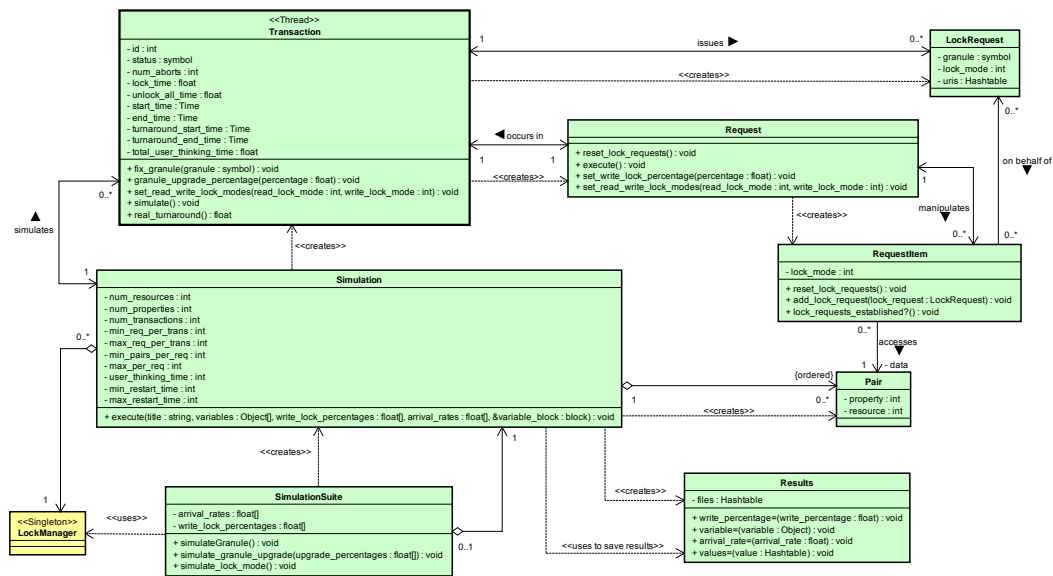 <<Thread>>
Transaction
- id : int
- status : symbol
- num_aborts : int
- lock_time : float
- unlock_all_time : float
- start_time : Time
- end_time : Time
- turnaround_start_time : Time
- turnaround_end_time : Time
- total_user_thinking_time : float
+ fix_granule(granule : symbol) : void
+ granule_upgrade_percentage(percentage : float) : void
+ set_read_write_lock_modes(read_lock_mode : int, write_lock_mode : int) : void
+ simulate() : void
+ real_turnaround() : float
1
issues
0..*
<<creates>>
LockRequest
- granule : symbol
- lock_mode : int
- uris : Hashtable
0..*
occurs in
1
1
<<creates>>
Request
+ reset_lock_requests() : void
+ execute() : void
+ set_write_lock_percentage(percentage : float) : void
+ set_read_write_lock_modes(read_lock_mode : int, write_lock_mode : int) : void
1
on behalf of
manipulates
0..*
0..*
<<creates>>
0..*
simulates
1
<<creates>>
RequestItem
- lock_mode : int
+ reset_lock_requests() : void
+ add_lock_request(lock_request : LockRequest) : void
+ lock_requests_established?() : void
0..*
accesses
1
- data
Simulation
- num_resources : int
- num_properties : int
- num_transactions : int
- min_req_per_trans : int
- max_req_per_trans : int
- min_pairs_per_req : int
- max_per_req : int
- user_thinking_time : int
- min_restart_time : int
- max_restart_time : int
+ execute(title : string, variables : Object[], write_lock_percentages : float[], arrival_rates : float[], &variable_block : block) : void
0..*
{ordered}
1
0..*
<<creates>>
Pair
- property : int
- resource : int
<<creates>>
1
1
<<Singleton>>
LockManager
<<uses>>
SimulationSuite
- arrival_rates : float[]
- write_lock_percentages : float[]
+ simulateGranule() : void
+ simulate_granule_upgrade(upgrade_percentages : float[]) : void
+ simulate_lock_mode() : void
0..1
<<creates>>
<<uses to save results>>
Results
- files : Hashtable
+ write_percentage=(write_percentage : float) : void
+ variable=(variable : Object) : void
+ arrival_rate=(arrival_rate : float) : void
+ values=(value : Hashtable) : void